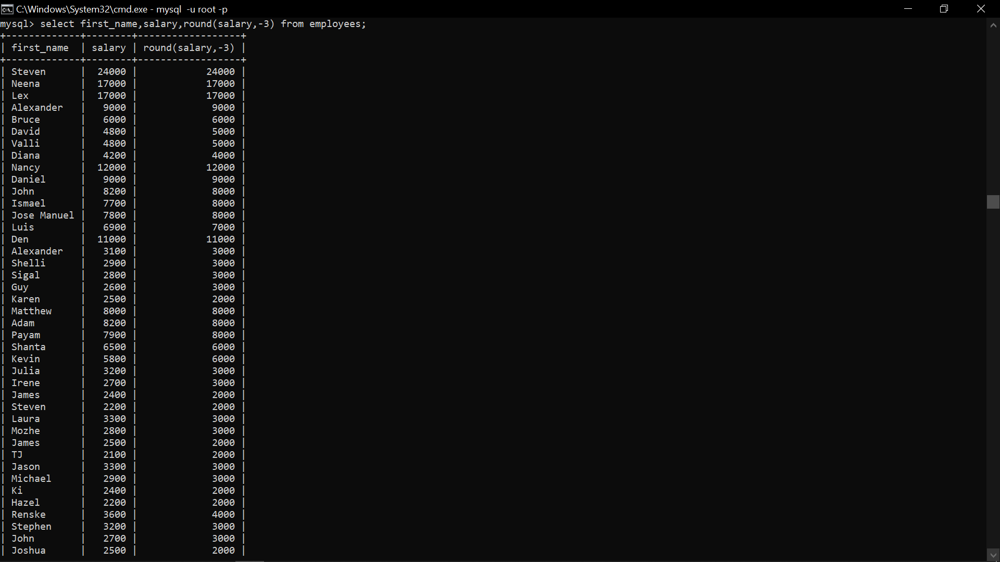 C:\Windows\System32\cmd.exe - mysql  -u root -p
mysql> select first_name,salary,round(salary,-3) from employees;
+-------------+--------+------------------+
| first_name  | salary | round(salary,-3) |
+-------------+--------+------------------+
| Steven      |  24000 |            24000 |
| Neena       |  17000 |            17000 |
| Lex         |  17000 |            17000 |
| Alexander   |   9000 |             9000 |
| Bruce       |   6000 |             6000 |
| David       |   4800 |             5000 |
| Valli       |   4800 |             5000 |
| Diana       |   4200 |             4000 |
| Nancy       |  12000 |            12000 |
| Daniel      |   9000 |             9000 |
| John        |   8200 |             8000 |
| Ismael      |   7700 |             8000 |
| Jose Manuel |   7800 |             8000 |
| Luis        |   6900 |             7000 |
| Den         |  11000 |            11000 |
| Alexander   |   3100 |             3000 |
| Shelli      |   2900 |             3000 |
| Sigal       |   2800 |             3000 |
| Guy         |   2600 |             3000 |
| Karen       |   2500 |             2000 |
| Matthew     |   8000 |             8000 |
| Adam        |   8200 |             8000 |
| Payam       |   7900 |             8000 |
| Shanta      |   6500 |             6000 |
| Kevin       |   5800 |             6000 |
| Julia       |   3200 |             3000 |
| Irene       |   2700 |             3000 |
| James       |   2400 |             2000 |
| Steven      |   2200 |             2000 |
| Laura       |   3300 |             3000 |
| Mozhe       |   2800 |             3000 |
| James       |   2500 |             2000 |
| TJ          |   2100 |             2000 |
| Jason       |   3300 |             3000 |
| Michael     |   2900 |             3000 |
| Ki          |   2400 |             2000 |
| Hazel       |   2200 |             2000 |
| Renske      |   3600 |             4000 |
| Stephen     |   3200 |             3000 |
| John        |   2700 |             3000 |
| Joshua      |   2500 |             2000 |